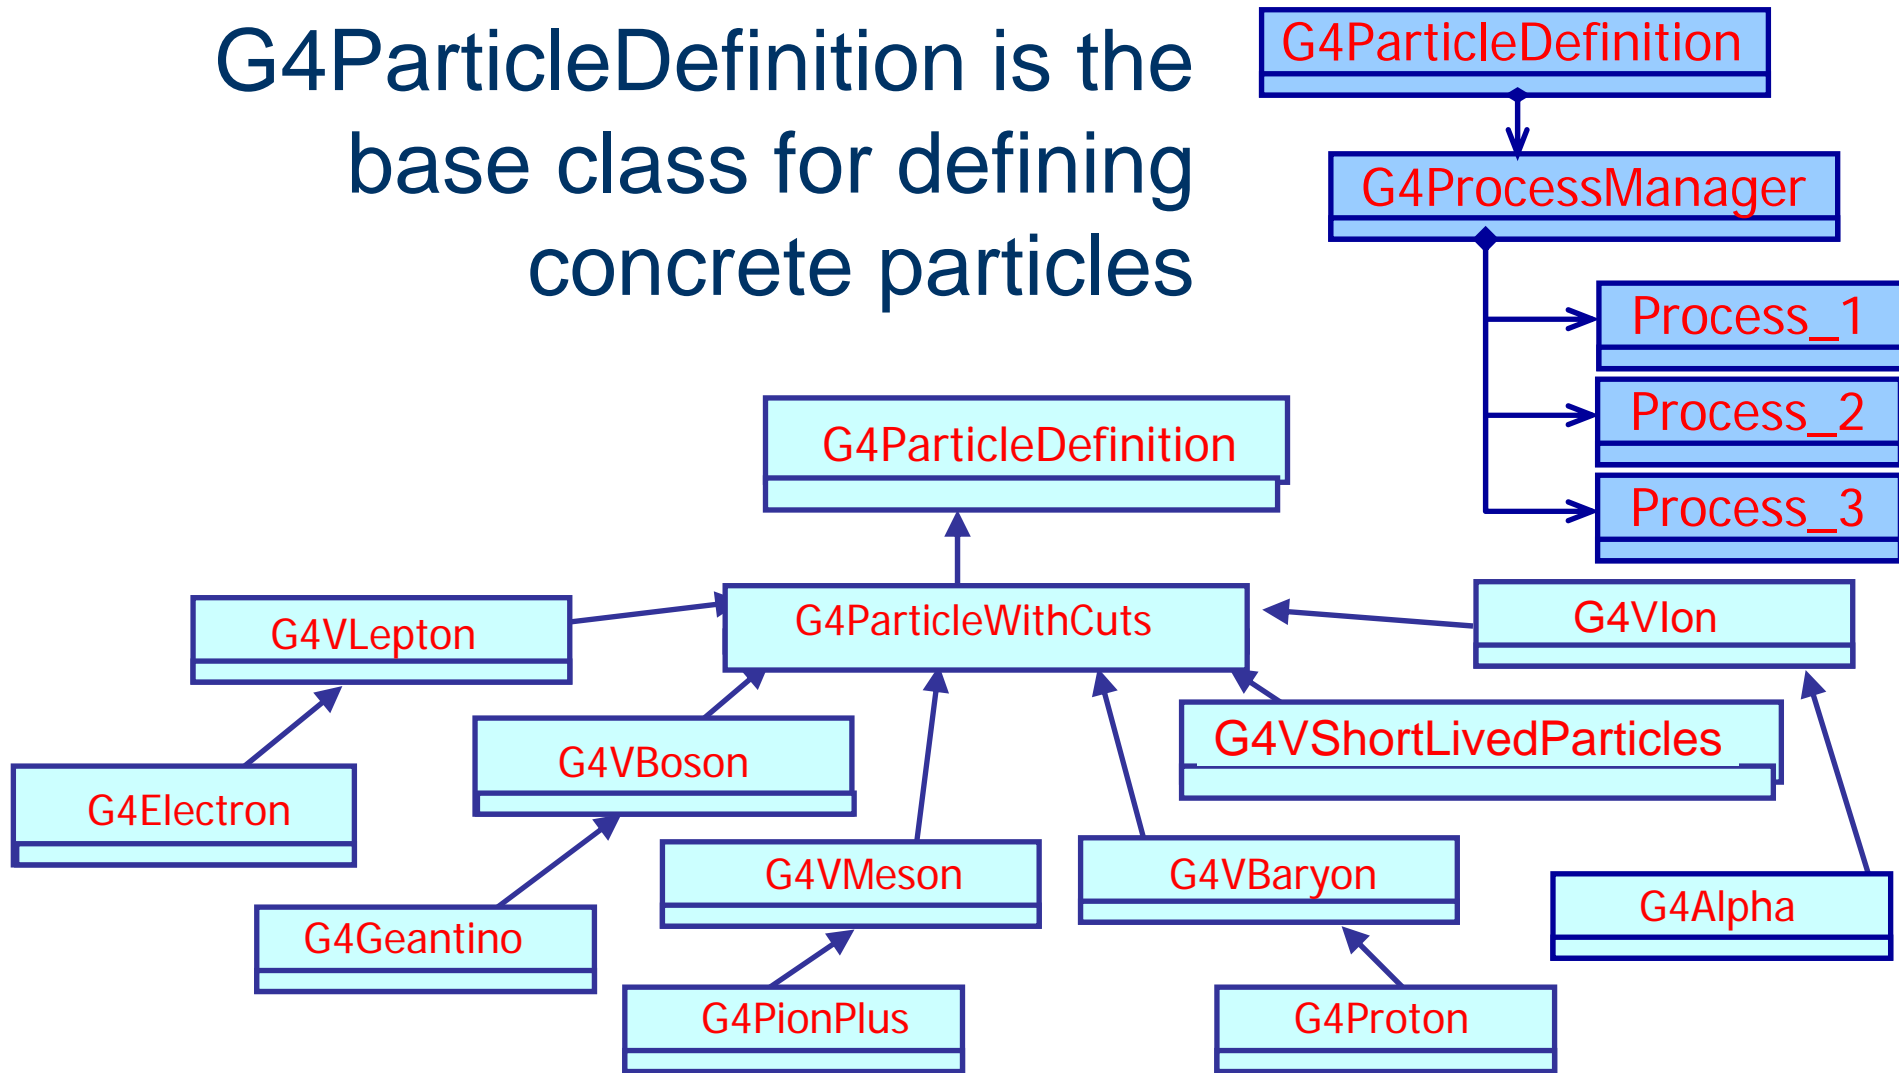 G4ParticleDefinition is the
base class for defining
concrete particles
G4ParticleDefinition
G4ProcessManager
Process_1
Process_2
Process_3
G4ParticleDefinition
G4ParticleWithCuts
G4VLepton
G4VIon
G4VShortLivedParticles
G4VBoson
G4Electron
G4VMeson
G4VBaryon
G4Alpha
G4Geantino
G4PionPlus
G4Proton